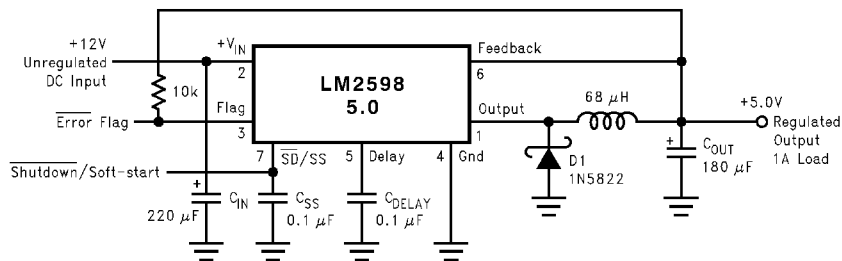 +12V
Unregulated
DC Input
+V_IN
2
LM2598
5.0
Feedback
6
10k
Error Flag
Flag
3
Output
1
68 μH
+5.0V
Regulated
Output
1A Load
Shutdown/Soft-start
7
SD/SS
5
Delay
4
Gnd
+
C_IN
220 μF
C_SS
0.1 μF
C_DELAY
0.1 μF
D1
1N5822
+
C_OUT
180 μF